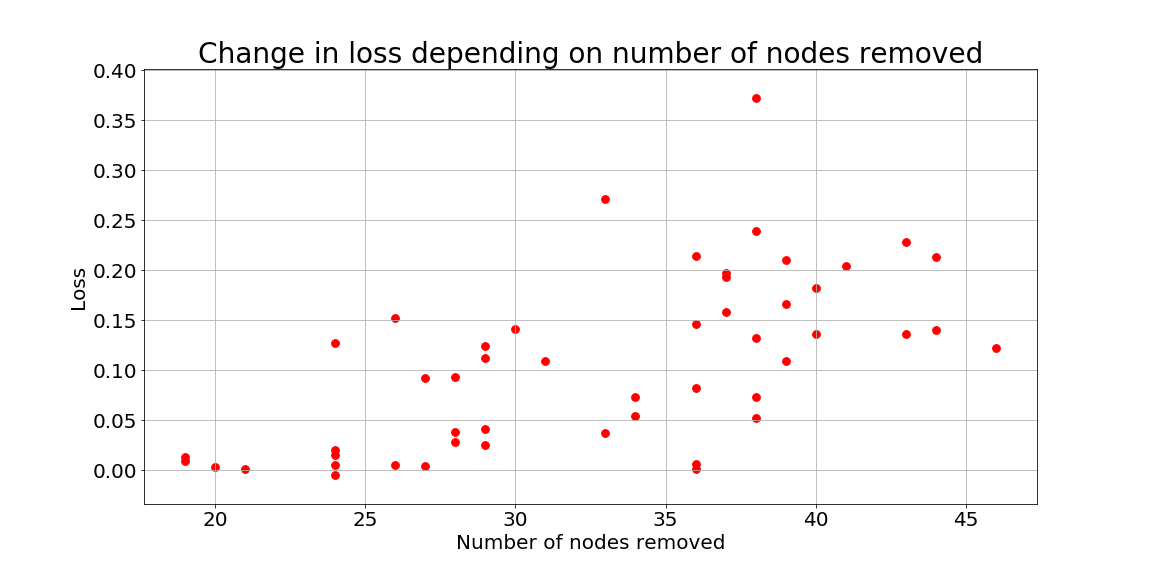 Change in loss depending on number of nodes removed
0.40
0.35
0.30
0.25
0.20
0.15
0.10
0.05
0.00
Loss
20 25 30 35 40 45
Number of nodes removed